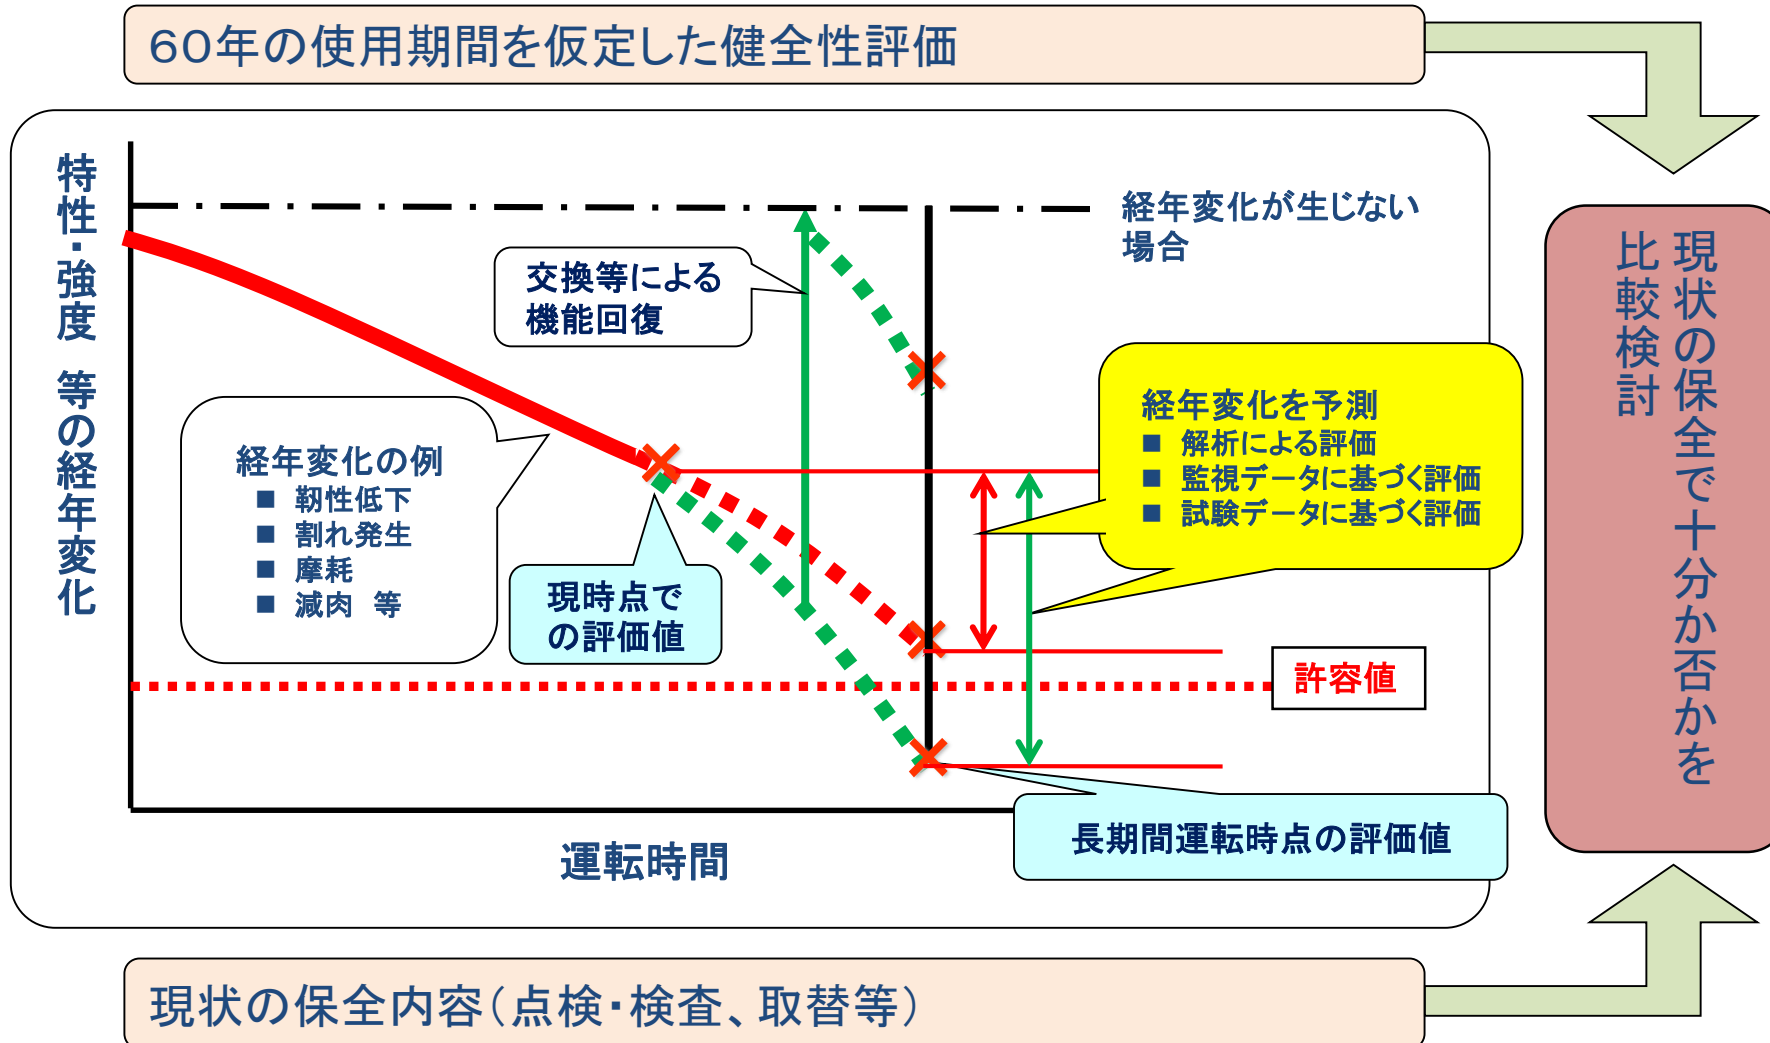 ６０年の使用期間を仮定した健全性評価
特性・強度 等の経年変化
経年変化が生じない
場合
交換等による
機能回復
経年変化の例
■ 靭性低下
■ 割れ発生
■ 摩耗
■ 減肉　等
現時点で
の評価値
経年変化を予測
■ 解析による評価
■ 監視データに基づく評価
■ 試験データに基づく評価
許容値
長期間運転時点の評価値
運転時間
現状の保全で十分か否かを
比較検討
現状の保全内容（点検・検査、取替等）